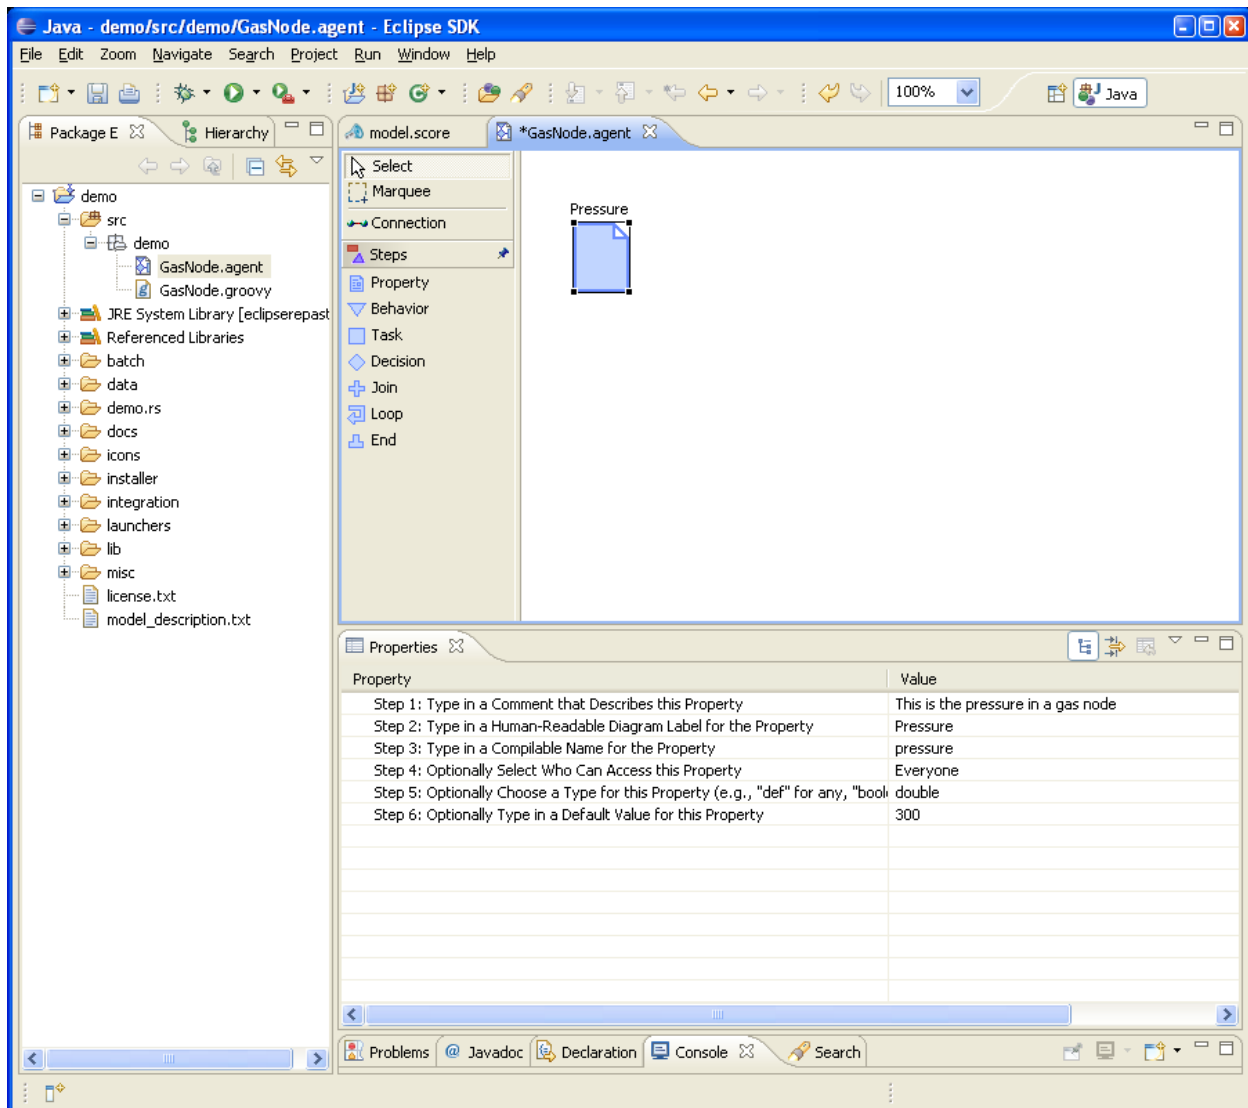 Java - demo/src/demo/GasNode.agent - Eclipse SDK
File Edit Zoom Navigate Search Project Run Window Help
100%
Java
Package E
Hierarchy
model.score
*GasNode.agent
demo
src
demo
GasNode.agent
GasNode.groovy
JRE System Library [eclipserepast
Referenced Libraries
batch
data
demo.rs
docs
icons
installer
integration
launchers
lib
misc
license.txt
model_description.txt
Select
Marquee
Connection
Steps
Property
Behavior
Task
Decision
Join
Loop
End
Pressure
Properties
Property Value
Step 1: Type in a Comment that Describes this Property This is the pressure in a gas node
Step 2: Type in a Human-Readable Diagram Label for the Property Pressure
Step 3: Type in a Compilable Name for the Property pressure
Step 4: Optionally Select Who Can Access this Property Everyone
Step 5: Optionally Choose a Type for this Property (e.g., "def" for any, "bool double
Step 6: Optionally Type in a Default Value for this Property 300
Problems @ Javadoc Declaration Console Search